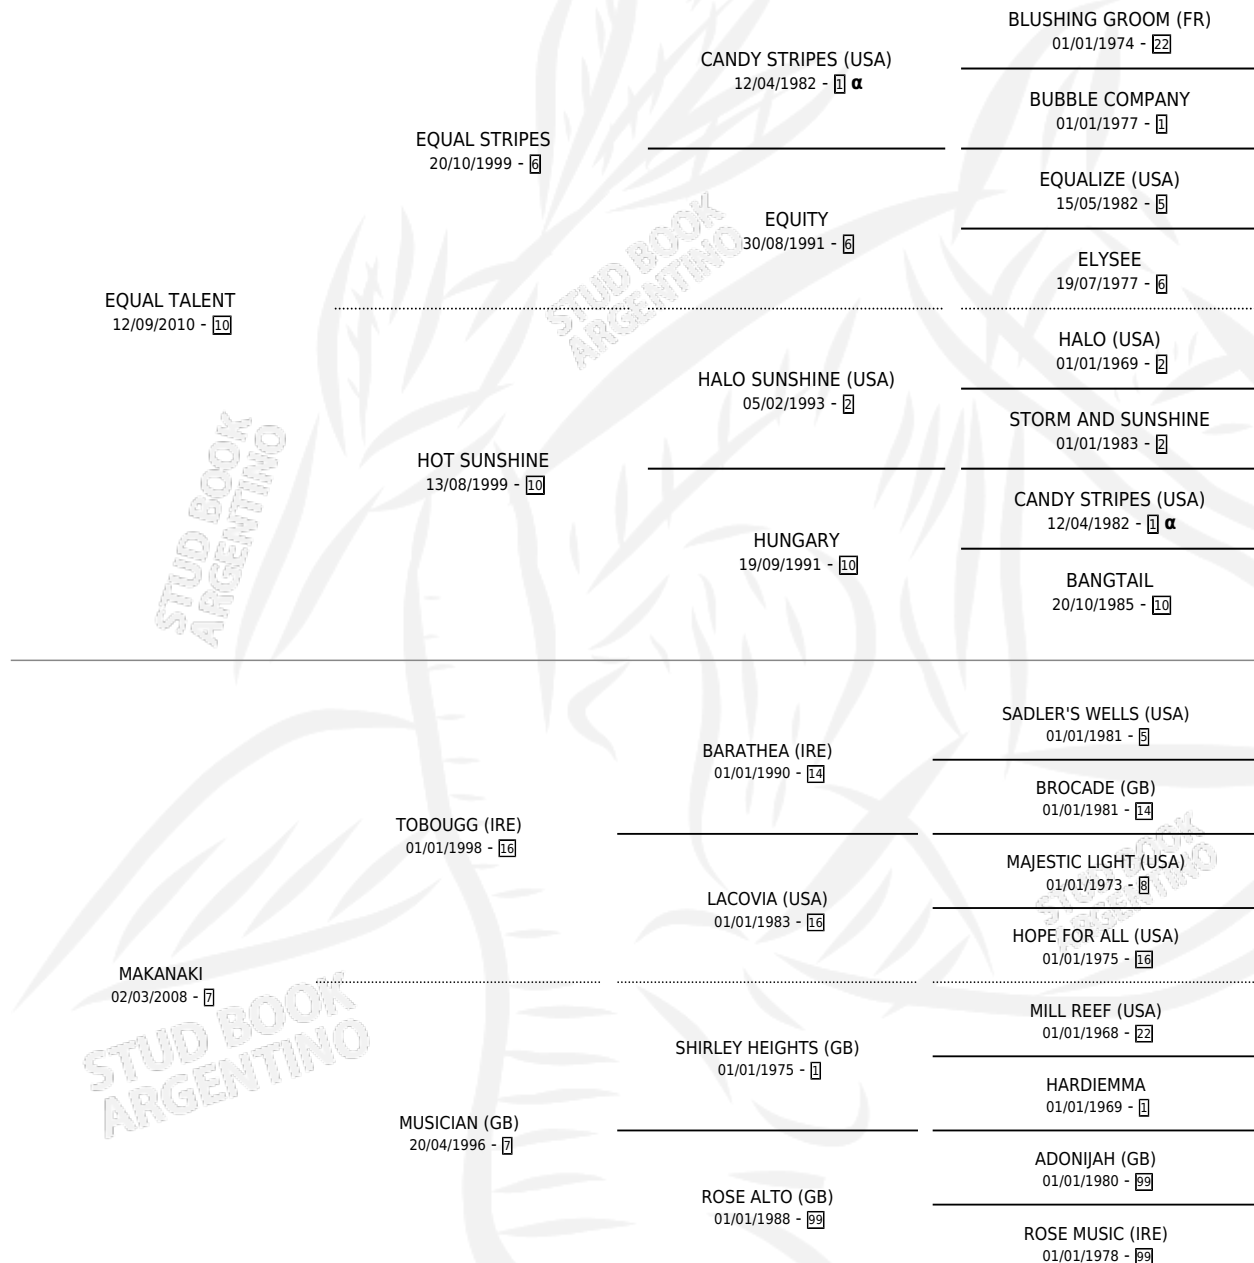 BLUSHING GROOM (FR)
01/01/1974 - 22
CANDY STRIPES (USA)
12/04/1982 - 1 α
BUBBLE COMPANY
01/01/1977 - 1
EQUAL STRIPES
20/10/1999 - 6
EQUALIZE (USA)
15/05/1982 - 5
EQUITY
30/08/1991 - 6
ELYSEE
19/07/1977 - 6
STUD BOOK
ARGENTINO
EQUAL TALENT
12/09/2010 - 10
HALO (USA)
01/01/1969 - 2
HALO SUNSHINE (USA)
05/02/1993 - 2
STORM AND SUNSHINE
01/01/1983 - 2
HOT SUNSHINE
13/08/1999 - 10
CANDY STRIPES (USA)
12/04/1982 - 1 α
HUNGARY
19/09/1991 - 10
BANGTAIL
20/10/1985 - 10
STUD BOOK
ARGENTINO
SADLER'S WELLS (USA)
01/01/1981 - 5
BARATHEA (IRE)
01/01/1990 - 14
BROCADE (GB)
01/01/1981 - 14
TOBOUGG (IRE)
01/01/1998 - 16
MAJESTIC LIGHT (USA)
01/01/1973 - 8
LACOVIA (USA)
01/01/1983 - 16
HOPE FOR ALL (USA)
01/01/1975 - 16
STUD BOOK
ARGENTINO
MAKANAKI
02/03/2008 - 7
MILL REEF (USA)
01/01/1968 - 22
SHIRLEY HEIGHTS (GB)
01/01/1975 - 1
HARDIEMMA
01/01/1969 - 1
MUSICIAN (GB)
20/04/1996 - 7
ADONIJAH (GB)
01/01/1980 - 99
ROSE ALTO (GB)
01/01/1988 - 99
ROSE MUSIC (IRE)
01/01/1978 - 99
STUD BOOK
ARGENTINO